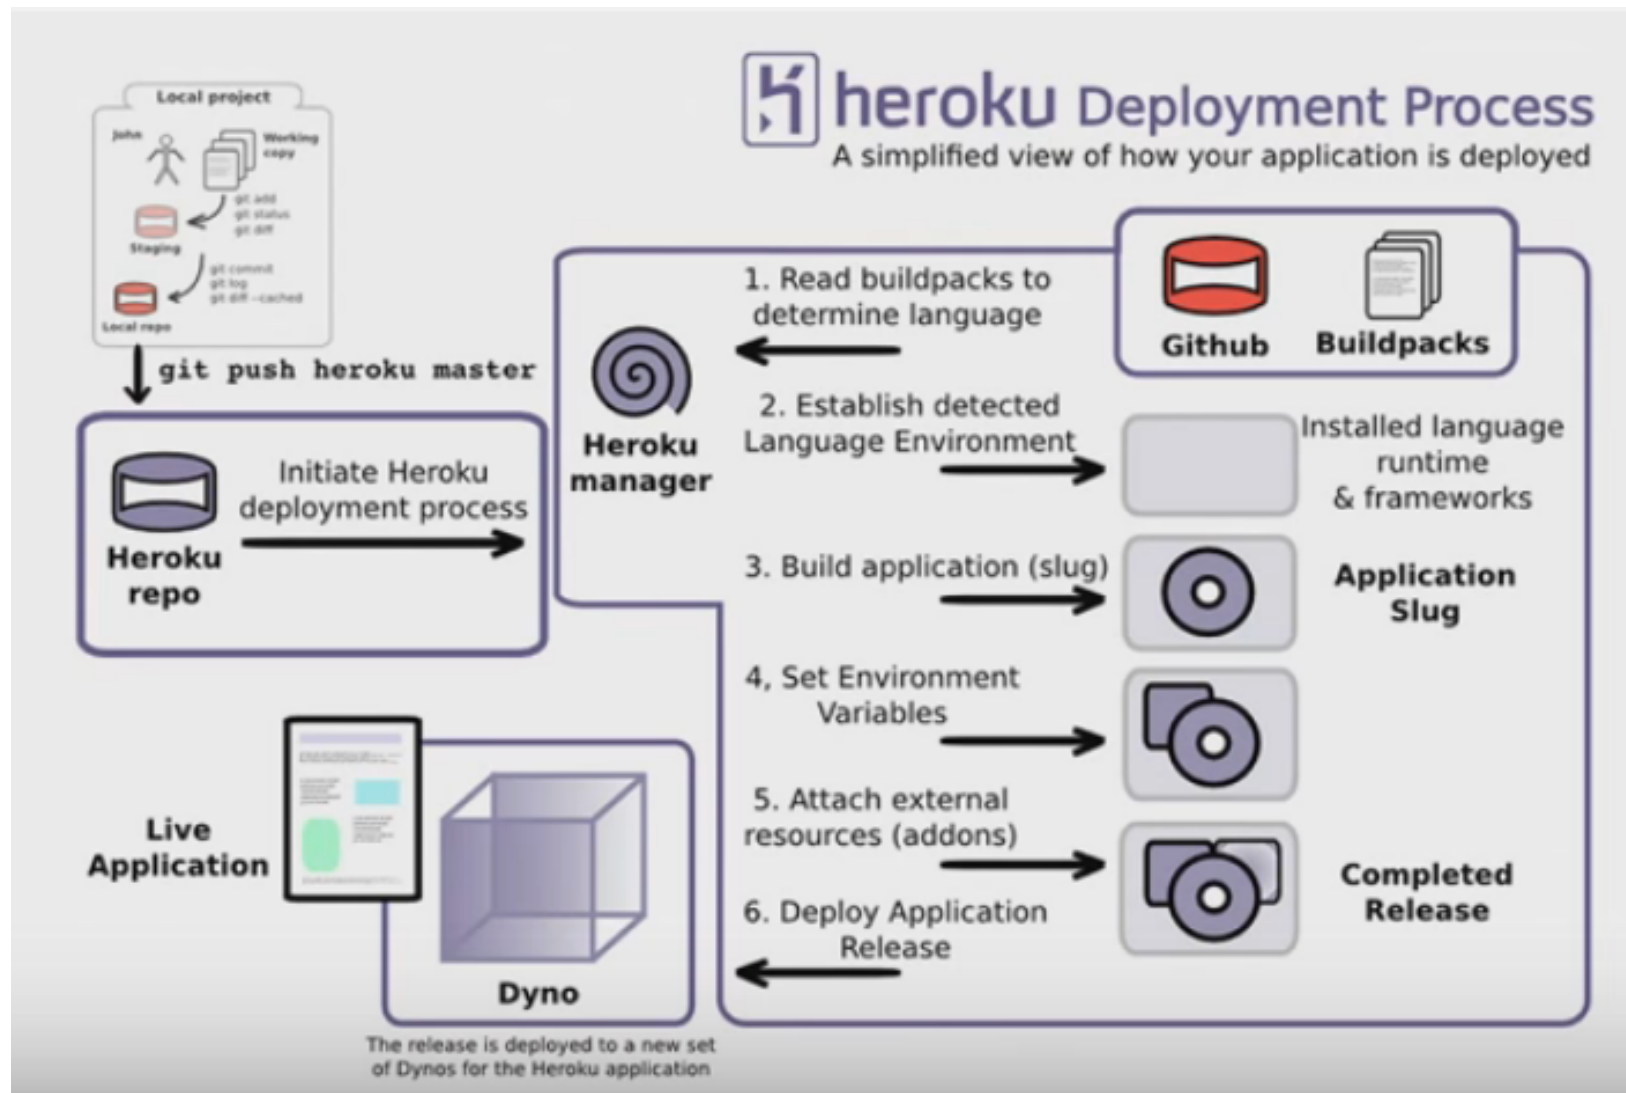 heroku Deployment Process
A simplified view of how your application is deployed
Local project
John
Working
copy
git add
git status
git diff
Staging
git commit
git log
git diff --cached
Local repo
git push heroku master
Heroku
repo
Initiate Heroku
deployment process
Heroku
manager
1. Read buildpacks to
determine language
Github
Buildpacks
2. Establish detected
Language Environment
Installed language
runtime
& frameworks
3. Build application (slug)
Application
Slug
4, Set Environment
Variables
5. Attach external
resources (addons)
Completed
Release
6. Deploy Application
Release
Live
Application
Dyno
The release is deployed to a new set
of Dynos for the Heroku application